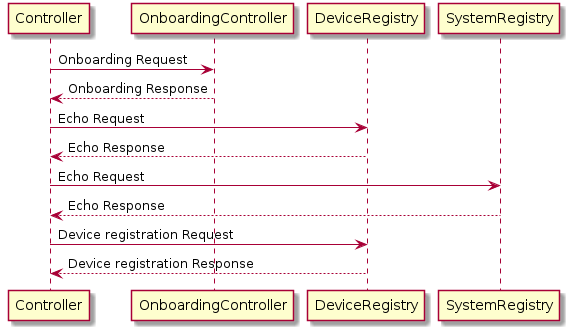 Controller OnboardingController DeviceRegistry SystemRegistry
Onboarding Request
Onboarding Response
Echo Request
Echo Response
Echo Request
Echo Response
Device registration Request
Device registration Response
Controller OnboardingController DeviceRegistry SystemRegistry